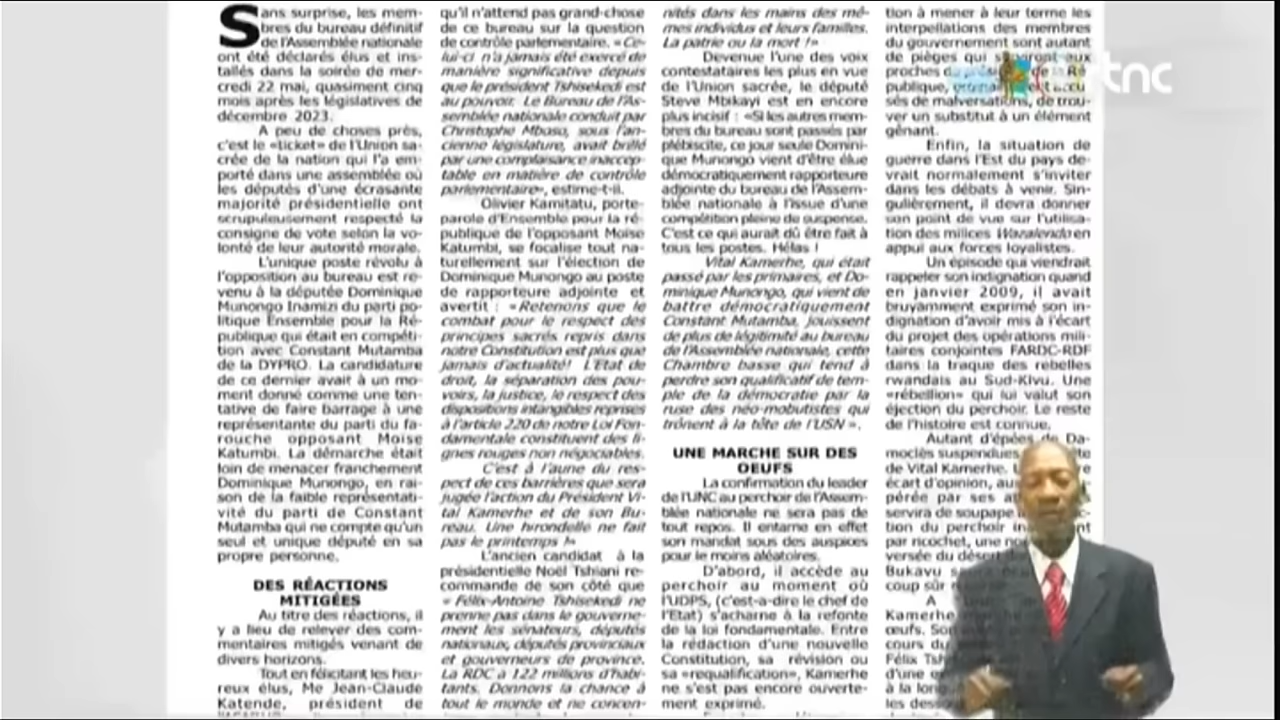 Sans surprise, les mem-
bres du bureau définitif
de l'Assemblée nationale
ont été déclarés élus et ins-
tallés dans la soirée de mer-
credi 22 mai, quasiment cinq
mois après les législatives de
décembre 2023.
A peu de choses près,
c'est le «ticket» de l'Union sa-
crée de la nation qui l'a em-
porté dans une assemblée où
les députés d'une écrasante
majorité présidentielle ont
scrupuleusement respecté la
consigne de vote selon la vo-
lonté de leur autorité morale.
L'unique poste révolu à
l'opposition au bureau est re-
venu à la députée Dominique
Munongo Inamizi du parti po-
litique Ensemble pour la Ré-
publique qui était en compéti-
tion avec Constant Mutamba
de la DYPRO. La candidature
de ce dernier avait à un mo-
ment donné comme une ten-
tative de faire barrage à une
représentante du parti du fa-
rouche opposant Moise
Katumbi. La démarche était
loin de menacer franchement
Dominique Munongo, en rai-
son de la faible représentati-
vité du parti de Constant
Mutamba qui ne compte qu'un
seul et unique député en sa
propre personne.
DES RÉACTIONS
MITIGÉES
Au titre des réactions, il
y a lieu de relever des com-
mentaires mitigés venant de
divers horizons.
Tout en félicitant les heu-
reux élus, Me Jean-Claude
Katende, président de
qu'il n'attend pas grand-chose
de ce bureau sur la question
de contrôle parlementaire. «Ce-
lui-ci n'a jamais été exercé de
manière significative depuis
que le président Tshisekedi est
au pouvoir. Le Bureau de l'As-
semblée nationale conduit par
Christophe Mboso, sous l'an-
cienne législature, avait brillé
par une complaisance inaccep-
table en matière de contrôle
parlementaire», estime-t-il.
Olivier Kamitatu, porte-
parole d'Ensemble pour la ré-
publique de l'opposant Moïse
Katumbi, se focalise tout na-
turellement sur l'élection de
Dominique Munongo au poste
de rapporteure adjointe et
avertit : «Retenons que le
combat pour le respect des
principes sacrés repris dans
notre Constitution est plus que
jamais d'actualité! L'Etat de
droit, la séparation des pou-
voirs, la justice, le respect des
dispositions intangibles reprises
à l'article 220 de notre Loi Fon-
damentale constituent des li-
gnes rouges non négociables.
C'est à l'aune du res-
pect de ces barrières que sera
jugée l'action du Président Vi-
tal Kamerhe et de son Bu-
reau. Une hirondelle ne fait
pas le printemps !»
L'ancien candidat à la
présidentielle Noël Tshiani re-
commande de son côté que
« Félix-Antoine Tshisekedi ne
prenne pas dans le gouverne-
ment les sénateurs, députés
nationaux, députés provinciaux
et gouverneurs de province.
La RDC a 122 millions d'habi-
tants. Donnons la chance à
tout le monde et ne concen-
nités dans les mains des mê-
mes individus et leurs familles.
La patrie ou la mort !»
Devenue l'une des voix
contestataires les plus en vue
de l'Union sacrée, le député
Steve Mbikayi est en encore
plus incisif : «Si les autres mem-
bres du bureau sont passés par
plébiscite, ce jour seule Domini-
que Munongo vient d'être élue
démocratiquement rapporteure
adjointe du bureau de l'Assem-
blée nationale à l'issue d'une
compétition pleine de suspense.
C'est ce qui aurait dû être fait à
tous les postes. Hélas !
Vital Kamerhe, qui était
passé par les primaires, et Do-
minique Munongo, qui vient de
battre démocratiquement
Constant Mutamba, jouissent
de plus de légitimité au bureau
de l'Assemblée nationale, cette
Chambre basse qui tend à
perdre son qualificatif de tem-
ple de la démocratie par la
ruse des néo-mobutistes qui
trônent à la tête de l'USN ».
UNE MARCHE SUR DES
OEUFS
La confirmation du leader
de l'UNC au perchoir de l'Assem-
blée nationale ne sera pas de
tout repos. Il entame en effet
son mandat sous des auspices
pour le moins aléatoires.
D'abord, il accède au
perchoir au moment où
l'UDPS, (c'est-a-dire le chef de
l'Etat) s'acharne à la refonte
de la loi fondamentale. Entre
la rédaction d'une nouvelle
Constitution, sa révision ou
sa «requalification», Kamerhe
ne s'est pas encore ouverte-
ment exprimé.
tion à mener à leur terme les
interpellations des membres
du gouvernement sont autant
de pièges qui aux
proches du de la Ré-
publique,
sés de malversations, de trou-
ver un substitut à un élément
gênant.
Enfin, la situation de
guerre dans l'Est du pays de-
vrait normalement s'inviter
dans les débats à venir. Sin-
gulièrement, il devra donner
son point de vue sur l'utilisa-
tion des milices Wazalendo en
appui aux forces loyalistes.
Un épisode qui viendrait
rappeler son indignation quand
en janvier 2009, il avait
bruyamment exprimé son in-
dignation d'avoir mis à l'écart
du projet des opérations mili-
taires conjointes FARDC-RDF
dans la traque des rebelles
rwandais au Sud-Kivu. Une
«rébellion» qui lui valut son
éjection du perchoir. Le reste
de l'histoire est connue.
Autant d'épées de Da-
moclès suspendues
de Vital Kamerhe.
écart d'opinion,
pérée par ses
servira de soupape
tion du perchoir
par ricochet, une
versée du désert
Bukavu
coup sûr
A
Kamerhe
œufs. Son
cours du
Félix
d'une
à la
les
rtnc